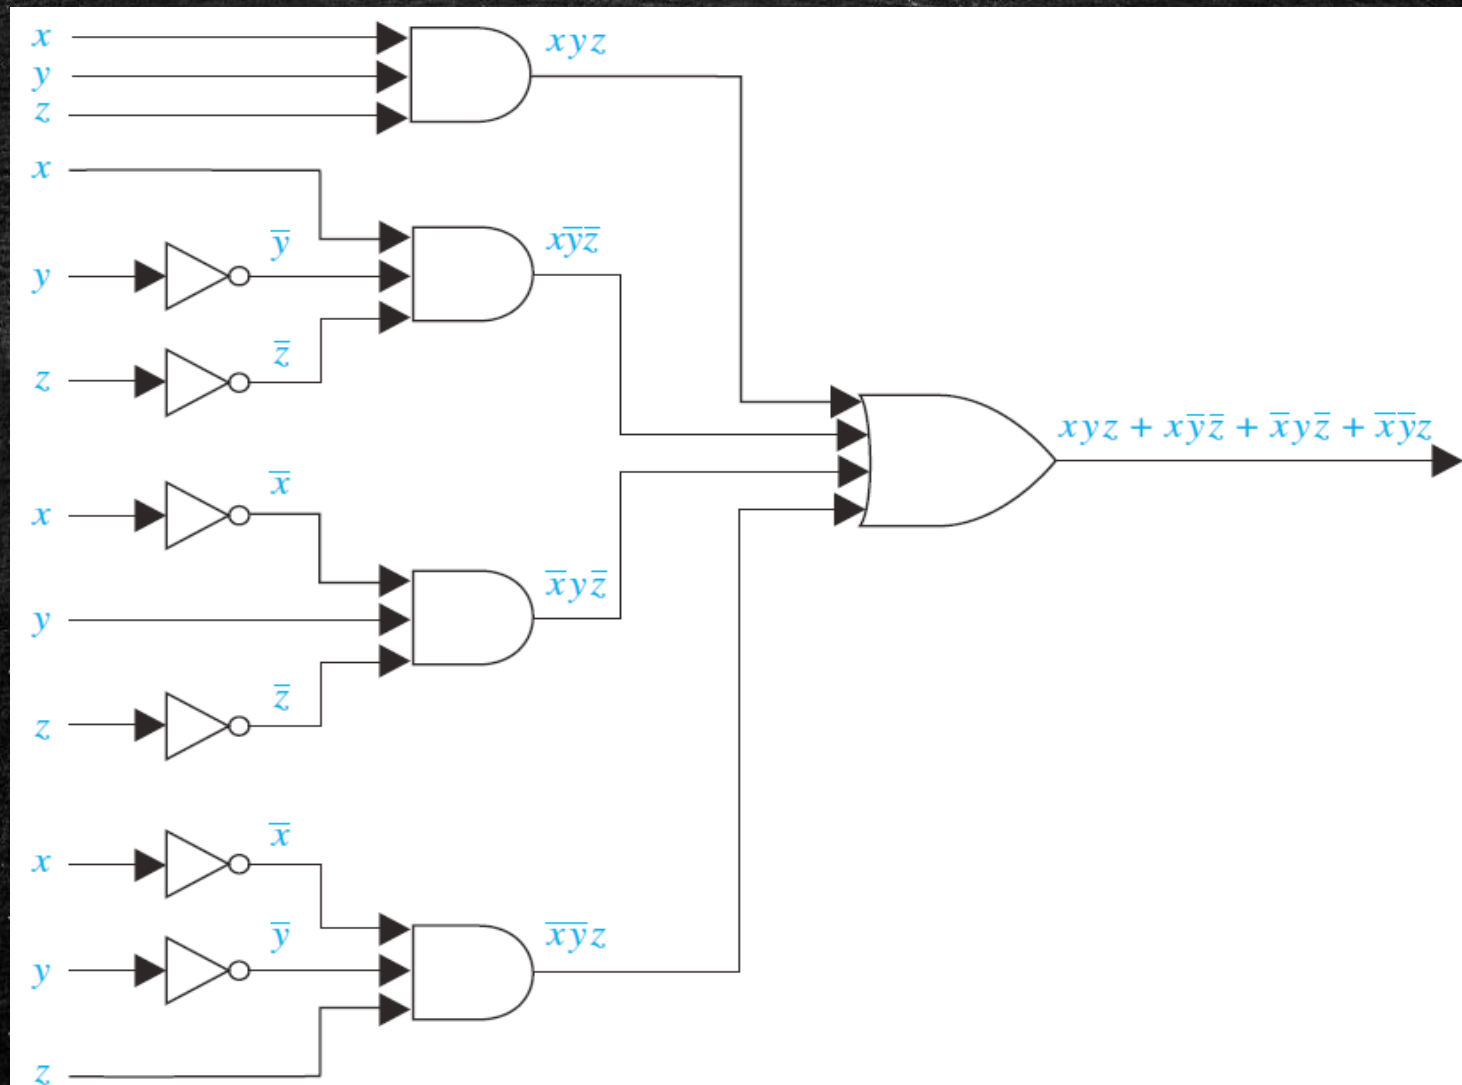 x
y
z
xyz
x
y
y̅
xy̅z̅
z
z̅
x
x̅
y
x̅yz̅
z
z̅
xyz + xy̅z̅ + x̅yz̅ + x̅y̅z
x
x̅
y
y̅
x̅y̅z
z